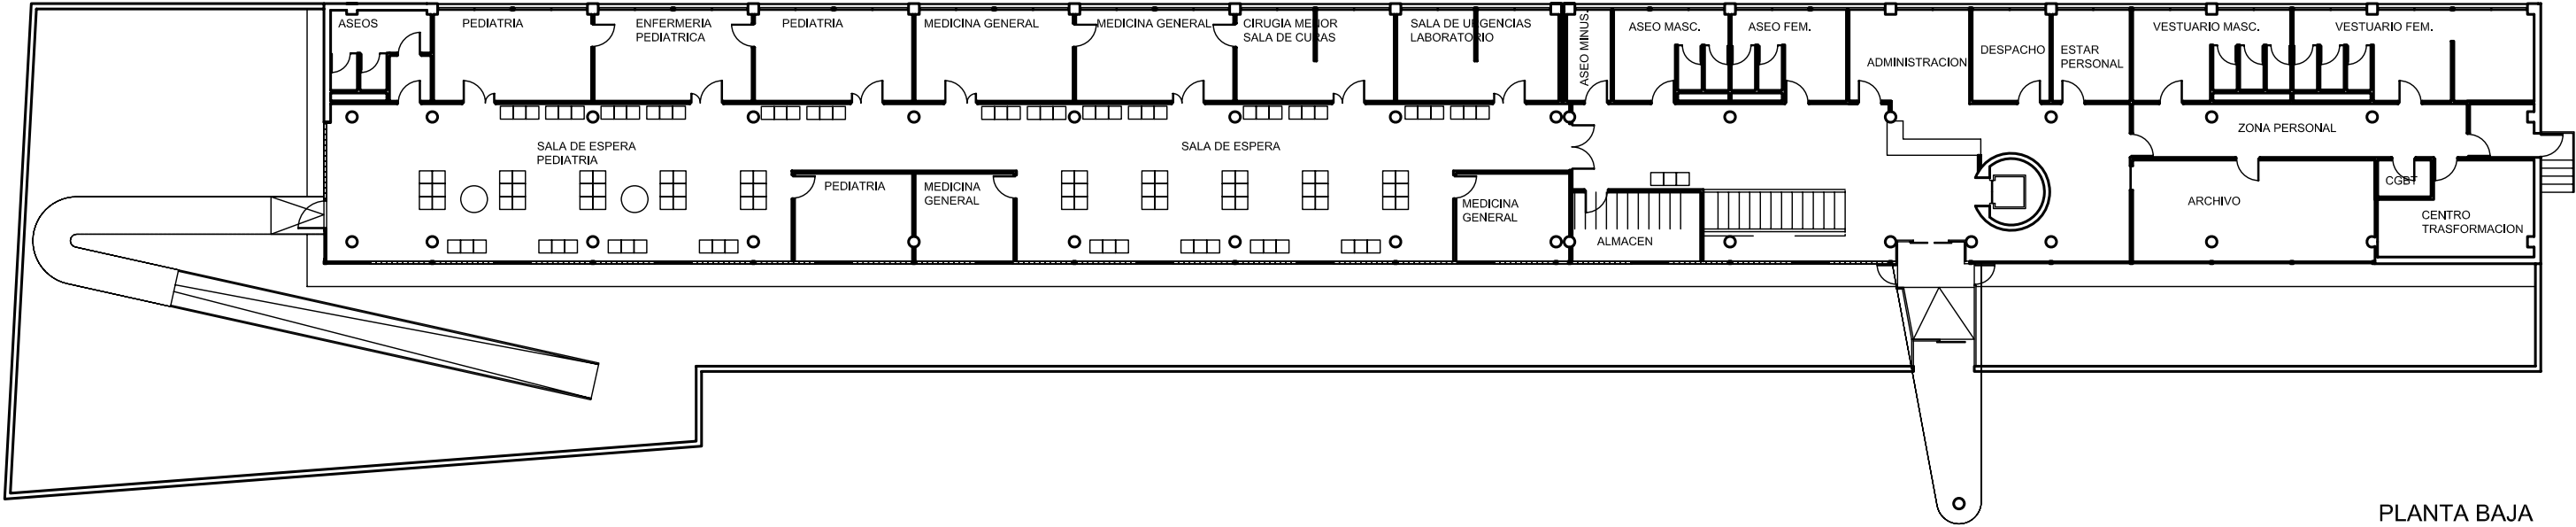 ASEOS
PEDIATRIA
ENFERMERIA
PEDIATRICA
PEDIATRIA
MEDICINA GENERAL
MEDICINA GENERAL
CIRUGIA MENOR
SALA DE CURAS
SALA DE URGENCIAS
LABORATORIO
ASEO MINUS.
ASEO MASC.
ASEO FEM.
ADMINISTRACION
DESPACHO
ESTAR
PERSONAL
VESTUARIO MASC.
VESTUARIO FEM.
SALA DE ESPERA
PEDIATRIA
SALA DE ESPERA
ZONA PERSONAL
PEDIATRIA
MEDICINA
GENERAL
MEDICINA
GENERAL
ALMACEN
ARCHIVO
CGBT
CENTRO
TRASFORMACION
PLANTA BAJA